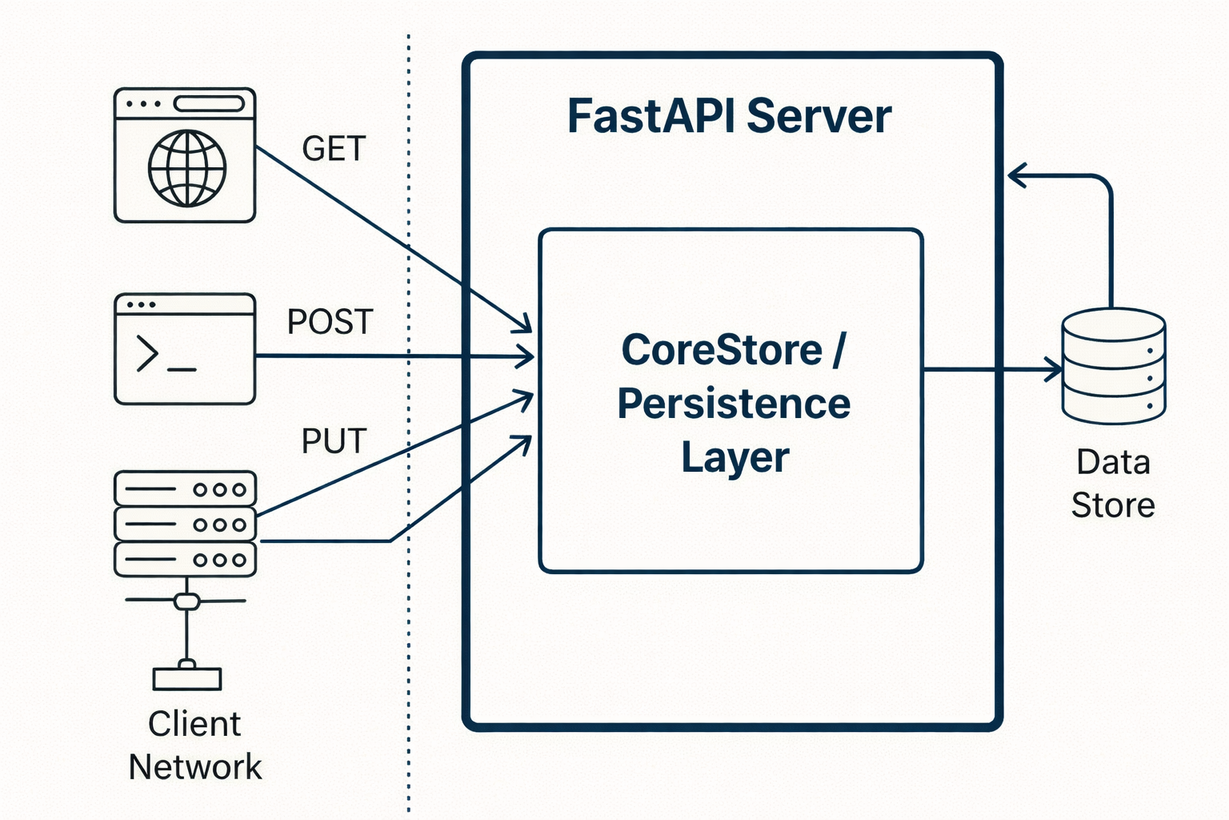 FastAPI Server
GET
POST
PUT
CoreStore /
Persistence
Layer
Data
Store
Client
Network